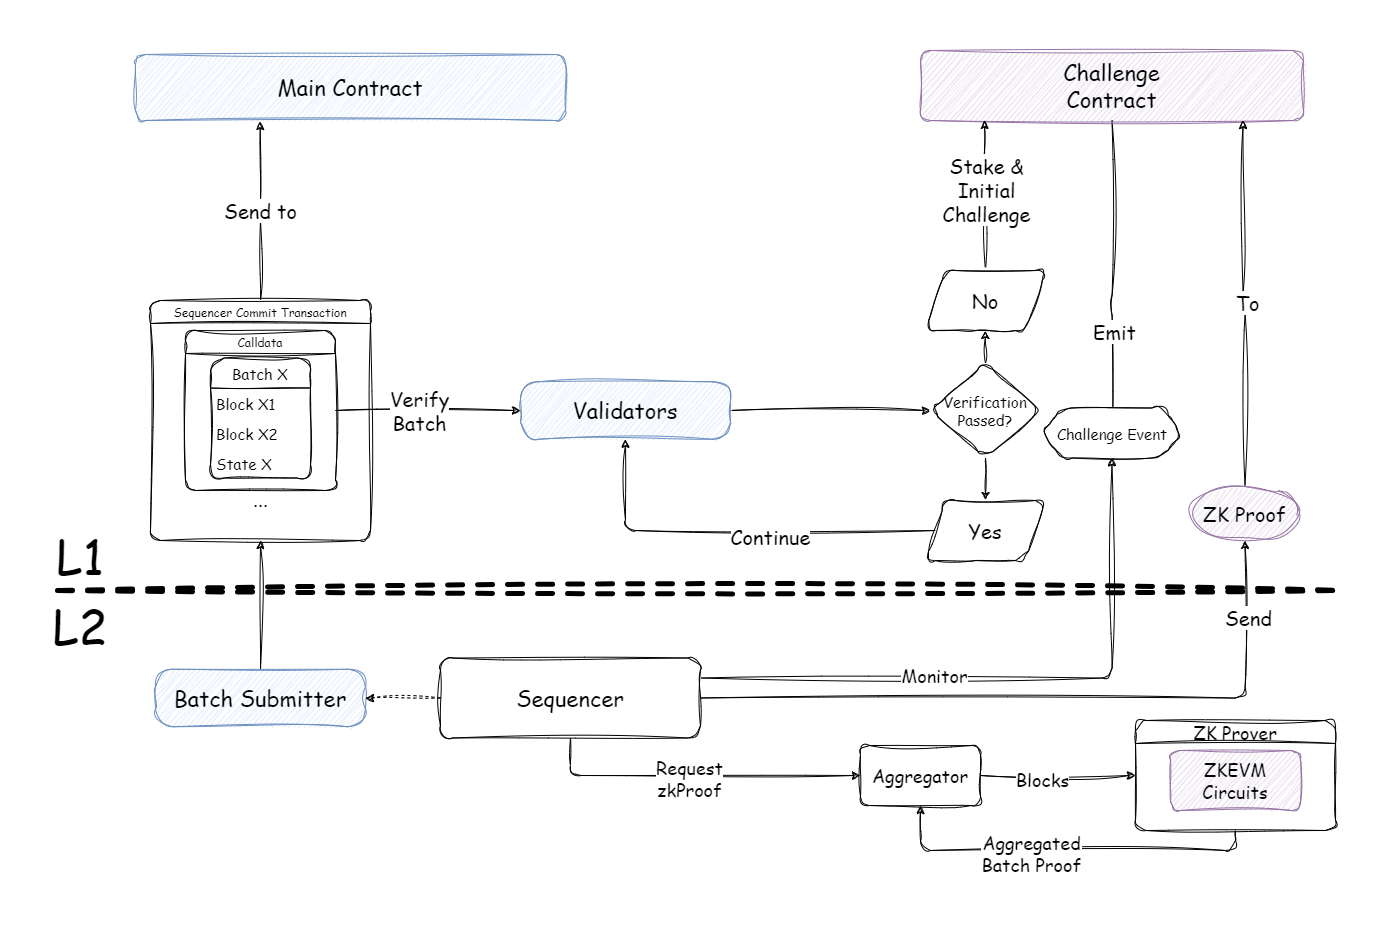 Main Contract
Challenge
Contract
Stake &
Initial
Challenge
Send to
No
To
Sequencer Commit Transaction
Emit
Calldata
Batch X
Block X1
Block X2
State X
...
Verify
Batch
Validators
Verification
Passed?
Challenge Event
ZK Proof
Continue
Yes
L1
L2
Send
Monitor
Batch Submitter
Sequencer
ZK Prover
Request
zkProof
Aggregator
Blocks
ZKEVM
Circuits
Aggregated
Batch Proof